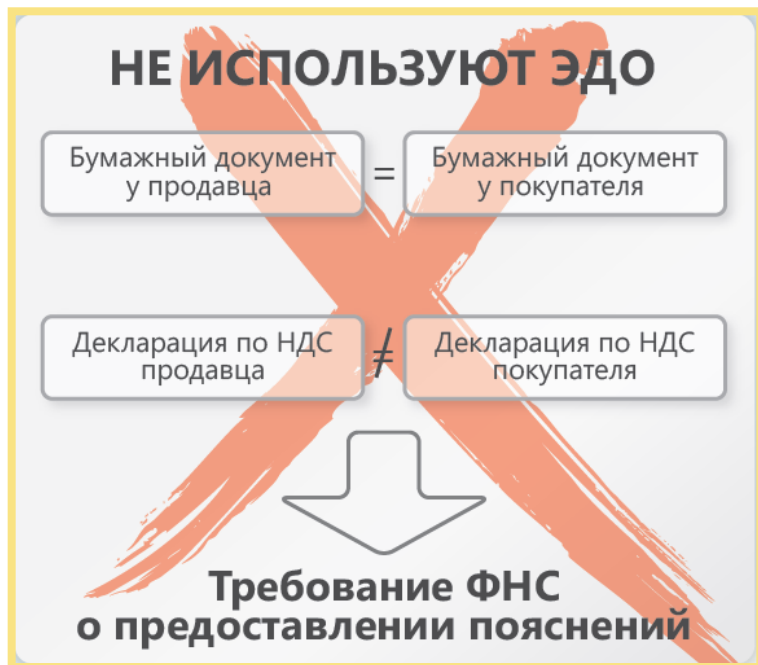 НЕ ИСПОЛЬЗУЮТ ЭДО
Бумажный документ
у продавца
=
Бумажный документ
у покупателя
Декларация по НДС
продавца
≠
Декларация по НДС
покупателя
Требование ФНС
о предоставлении пояснений